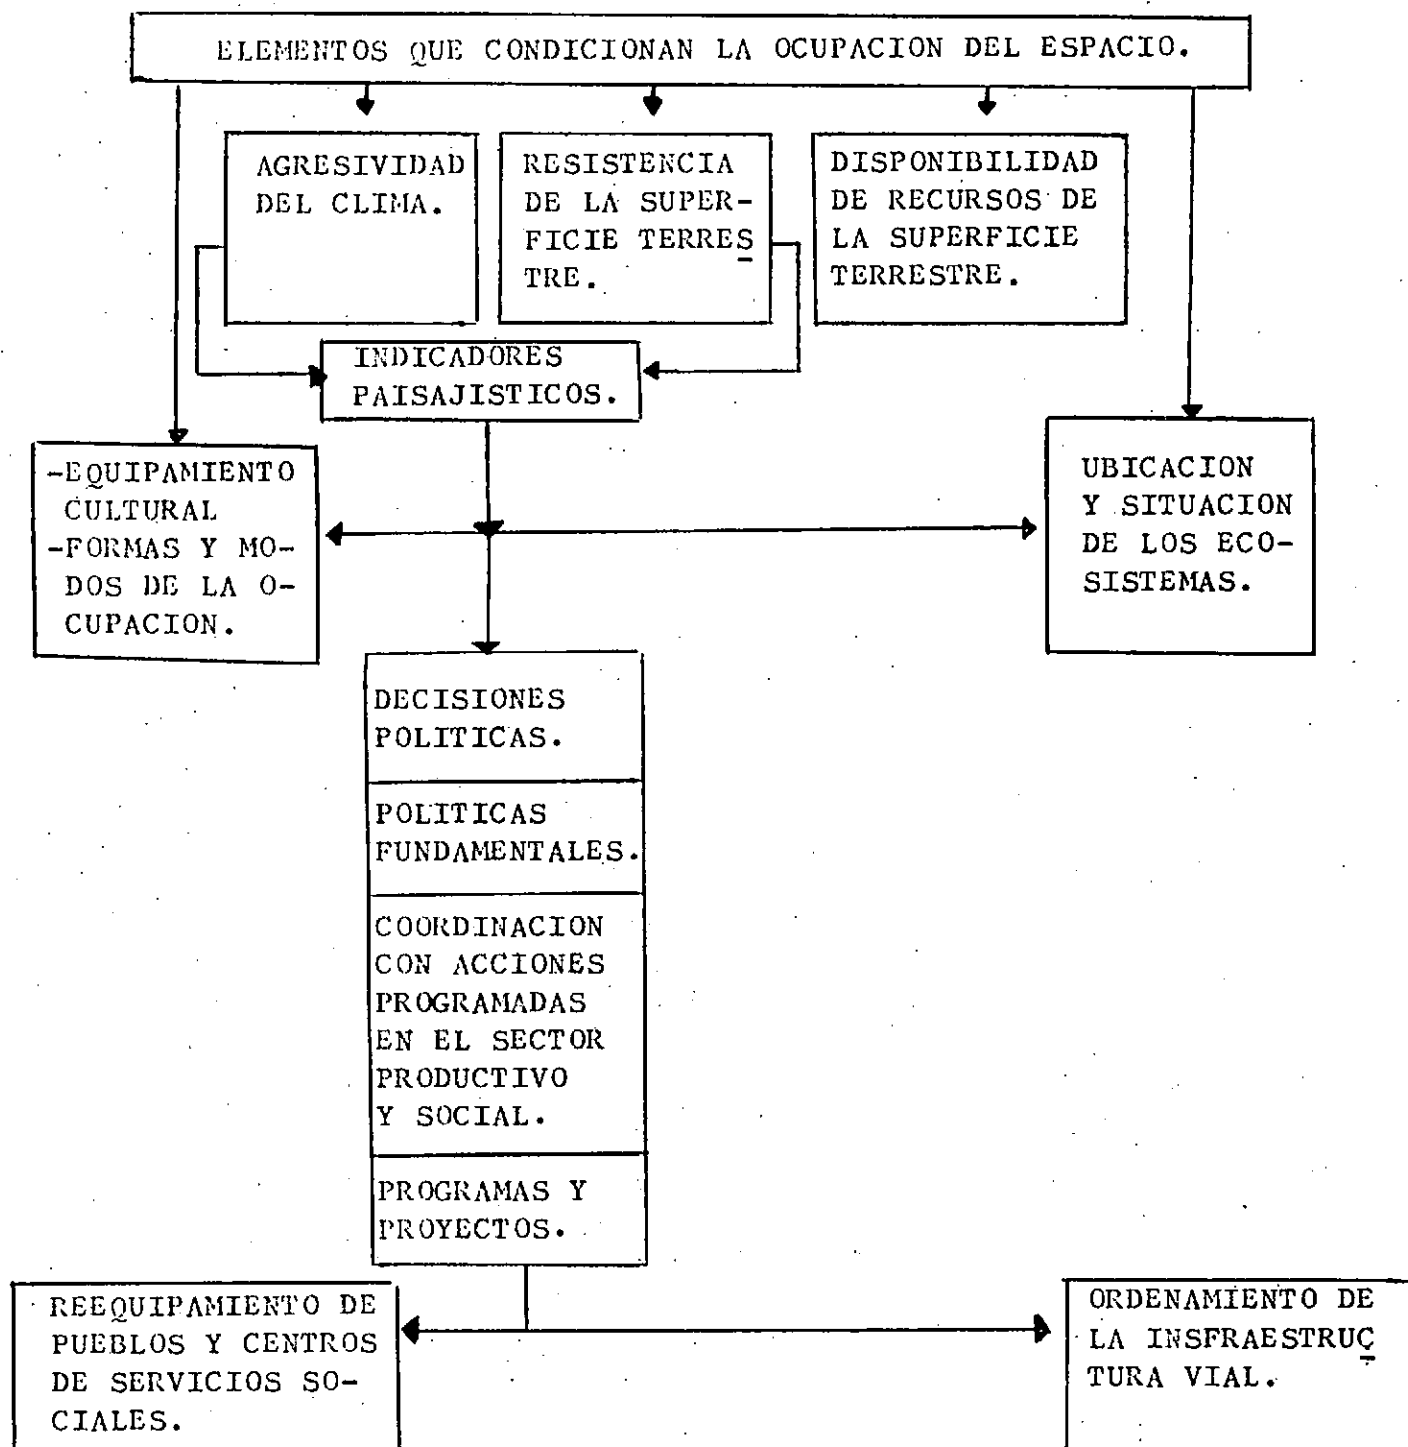 ELEMENTOS QUE CONDICIONAN LA OCUPACION DEL ESPACIO.
AGRESIVIDAD
DEL CLIMA.
RESISTENCIA
DE LA SUPER-
FICIE TERRES
TRE.
DISPONIBILIDAD
DE RECURSOS DE
LA SUPERFICIE
TERRESTRE.
INDICADORES
PAISAJISTICOS.
-EQUIPAMIENTO
CULTURAL
-FORMAS Y MO-
DOS DE LA O-
CUPACION.
UBICACION
Y SITUACION
DE LOS ECO-
SISTEMAS.
DECISIONES
POLITICAS.
POLITICAS
FUNDAMENTALES.
COORDINACION
CON ACCIONES
PROGRAMADAS
EN EL SECTOR
PRODUCTIVO
Y SOCIAL.
PROGRAMAS Y
PROYECTOS.
REEQUIPAMIENTO DE
PUEBLOS Y CENTROS
DE SERVICIOS SO-
CIALES.
ORDENAMIENTO DE
LA INSFRAESTRUC
TURA VIAL.